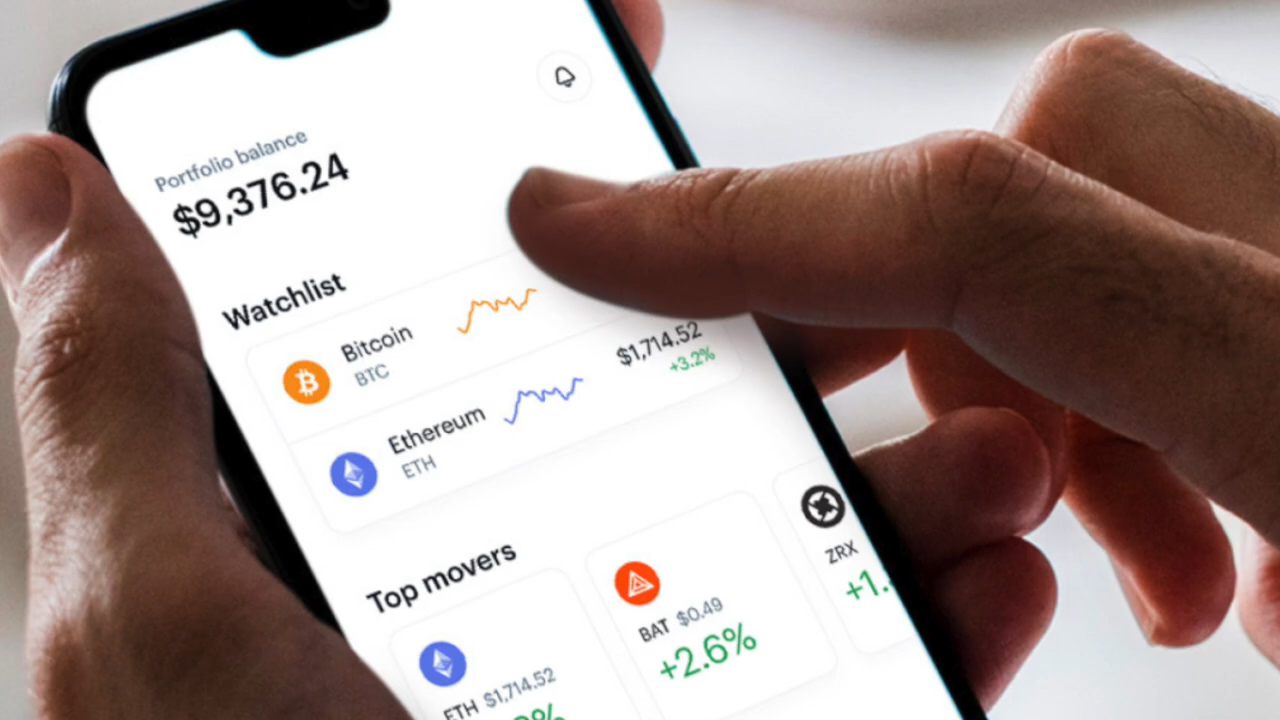 Portfolio balance
$9,376.24
Watchlist
Bitcoin
BTC
Ethereum
ETH
$1,714.52
+3.2%
Top movers
ETH $1,714.52
BAT $0.49
+2.6%
ZRX
+1.